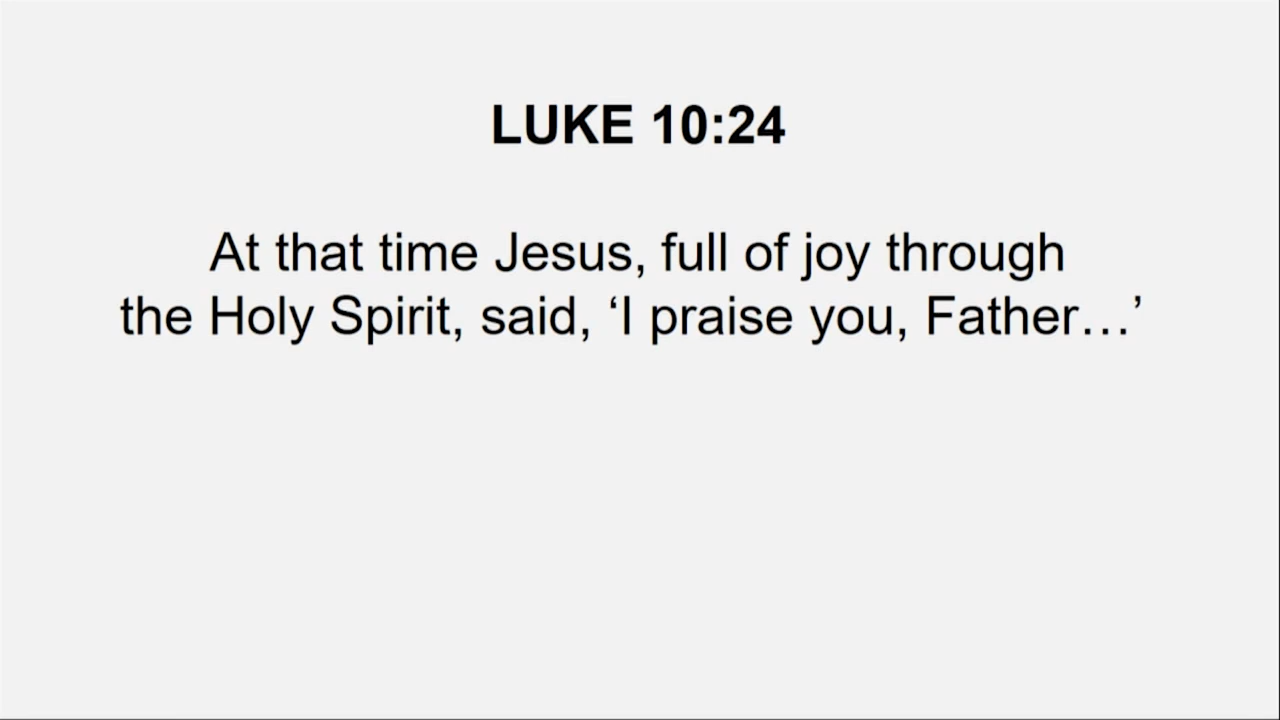 LUKE 10:24
At that time Jesus, full of joy through
the Holy Spirit, said, ‘I praise you, Father…’